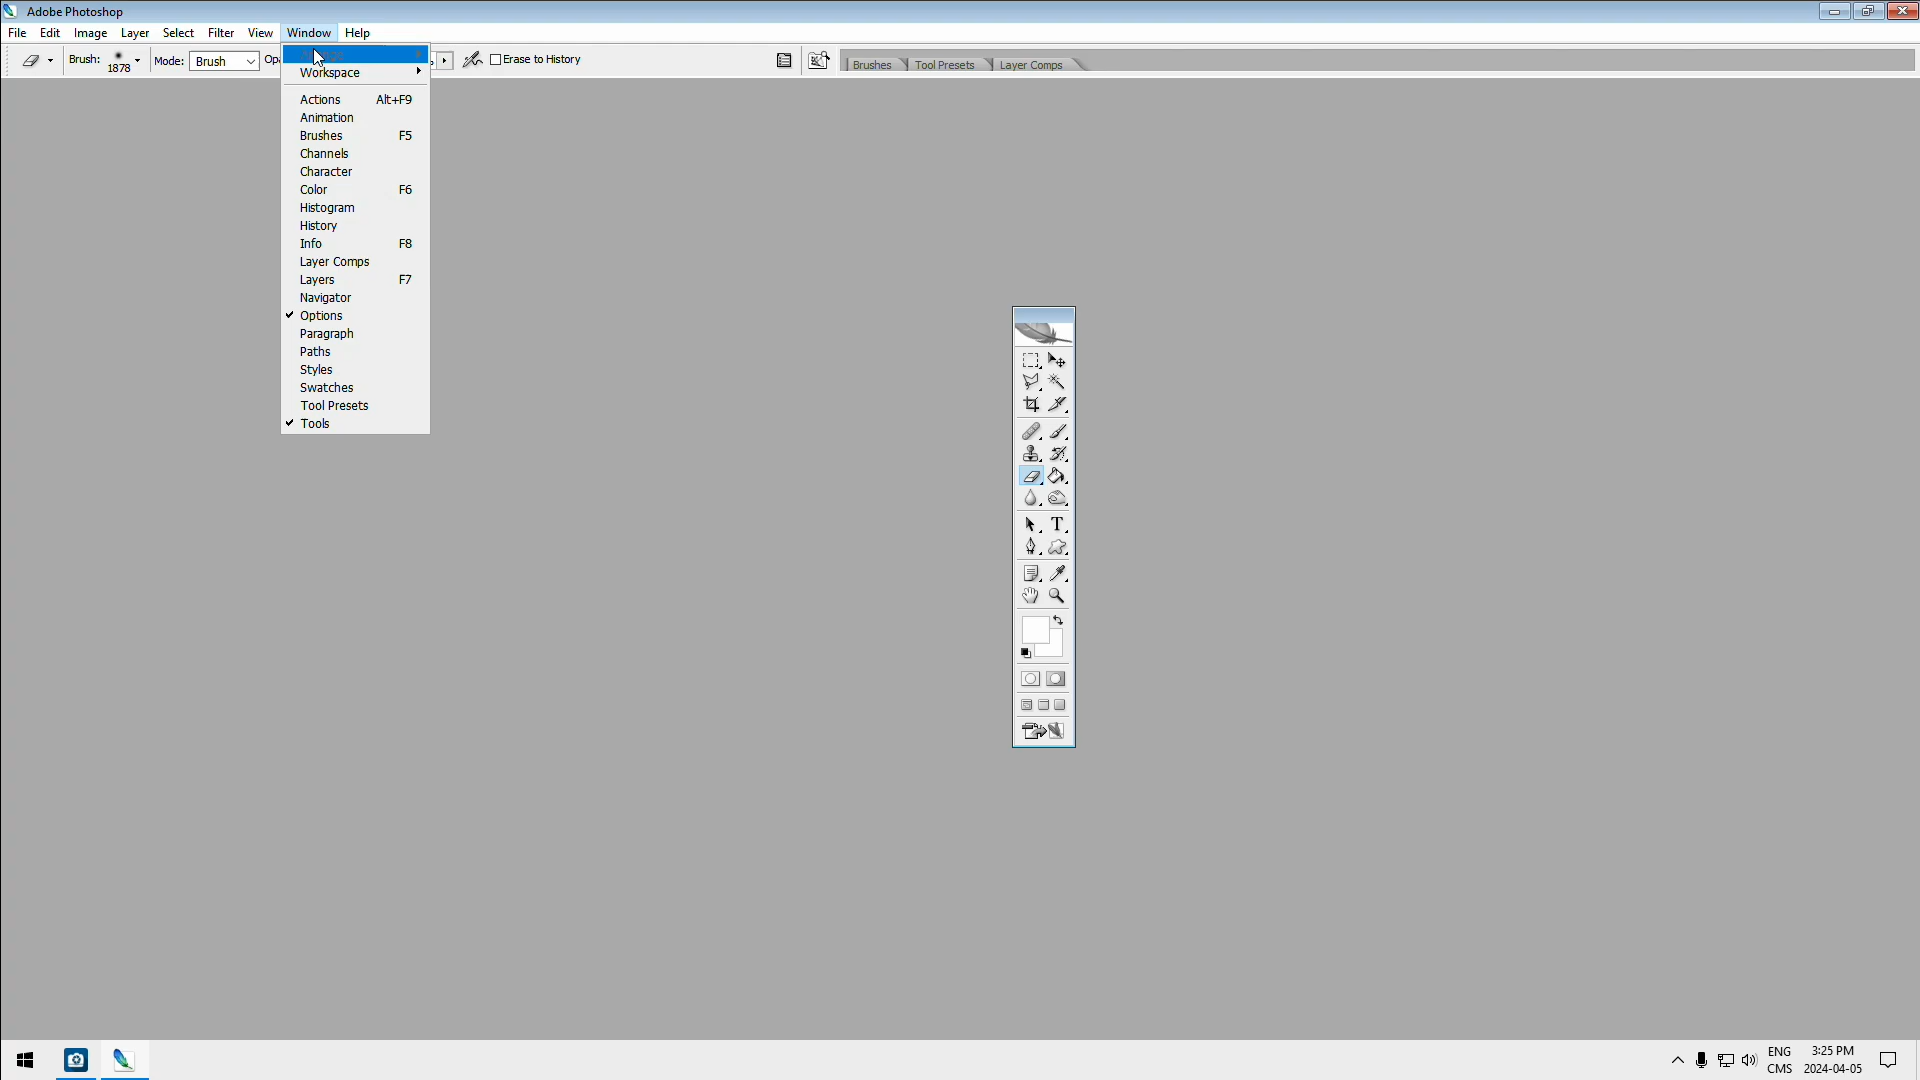 Adobe Photoshop
File Edit Image Layer Select Filter View Window Help
Brush: 1878 Mode: Brush Erase to History Brushes Tool Presets Layer Comps
Workspace
Actions Alt+F9
Animation
Brushes F5
Channels
Character
Color F6
Histogram
History
Info F8
Layer Comps
Layers F7
Navigator
Options
Paragraph
Paths
Styles
Swatches
Tool Presets
Tools
T
ENG
CMS
3:25 PM
2024-04-05